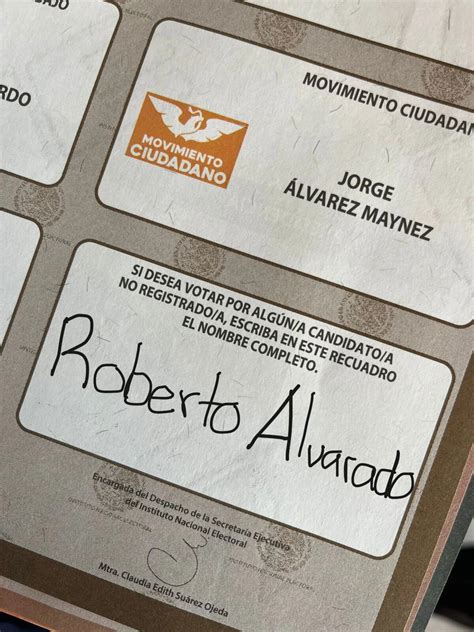 BAJO
RDO
MOVIMIENTO CIUDADAN
MOVIMIENTO
CIUDADANO
JORGE
ÁLVAREZ MAYNEZ
SI DESEA VOTAR POR ALGÚN/A CANDIDATO/A
NO REGISTRADO/A, ESCRIBA EN ESTE RECUADRO
EL NOMBRE COMPLETO.
Roberto Álvarado
Encargada del Despacho de la Secretaría Ejecutiva
del Instituto Nacional Electoral
Mtra. Claudia Edith Suárez Ojeda